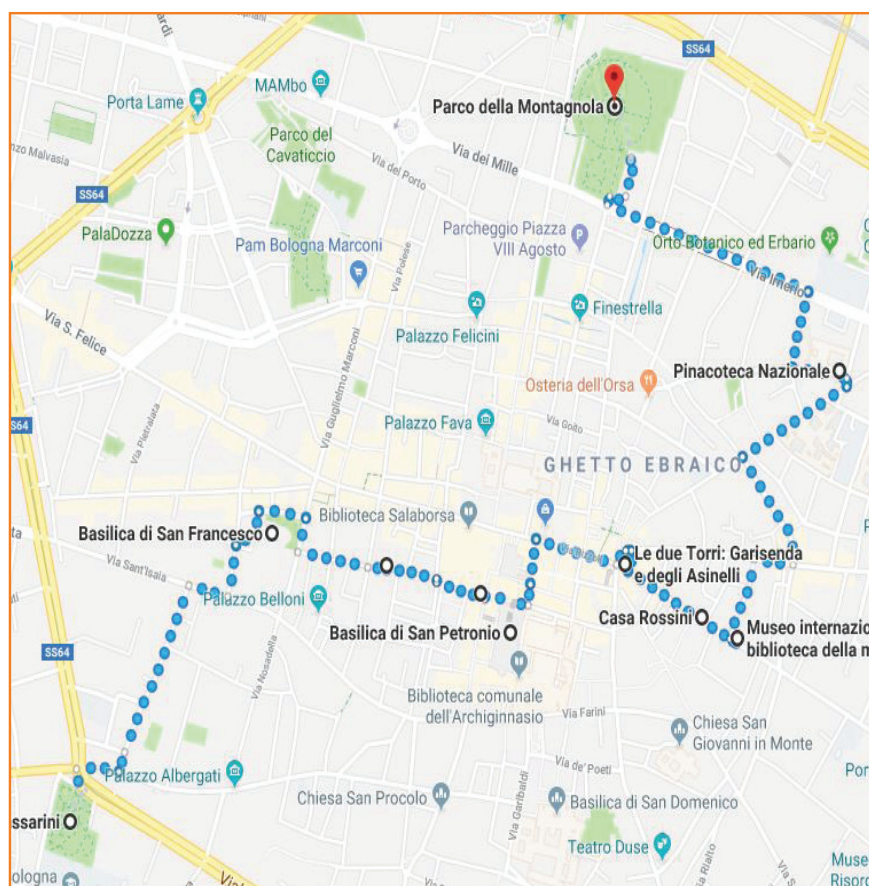 SS64
MAMbo
Porta Lame
Parco della Montagnola
Parco del
Cavaticcio
Via del Porto
Via dei Mille
SS64
PalaDozza
Parcheggio Piazza
VIII Agosto
Orto Botanico ed Erbario
Pam Bologna Marconi
Via Polese
Via Irnerio
Via S. Felice
Finestrella
Palazzo Felicini
Via Guglielmo Marconi
Pinacoteca Nazionale
Osteria dell'Orsa
Via Pietralata
Palazzo Fava
Via Goito
SS64
GHETTO EBRAICO
Biblioteca Salaborsa
Basilica di San Francesco
Le due Torri: Garisenda
e degli Asinelli
Via Sant'Isaia
Palazzo Belloni
Casa Rossini
Basilica di San Petronio
Museo internazio
biblioteca della m
SS64
Via Nosadella
Biblioteca comunale
dell'Archiginnasio
Via Farini
Chiesa San
Giovanni in Monte
Palazzo Albergati
Via de' Poeti
Por
Chiesa San Procolo
Basilica di San Domenico
ssarini
Via Garibaldi
Teatro Duse
Via Rialto
Muse
Risorg
ologna